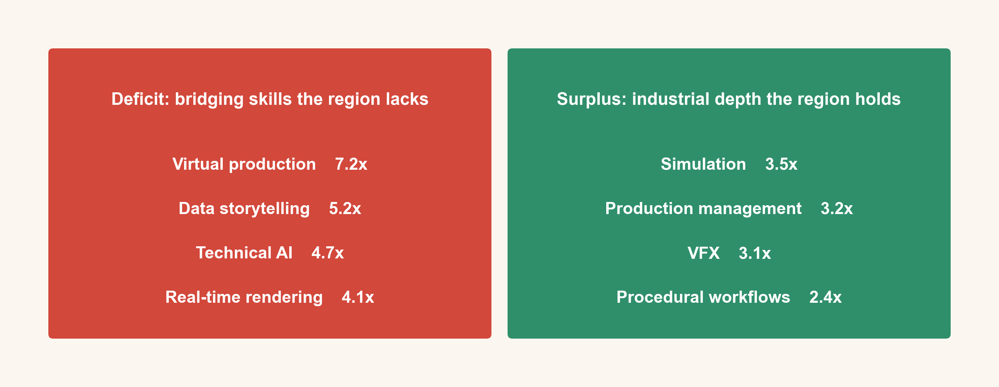 Deficit: bridging skills the region lacks
Virtual production 7.2x
Data storytelling 5.2x
Technical AI 4.7x
Real-time rendering 4.1x
Surplus: industrial depth the region holds
Simulation 3.5x
Production management 3.2x
VFX 3.1x
Procedural workflows 2.4x